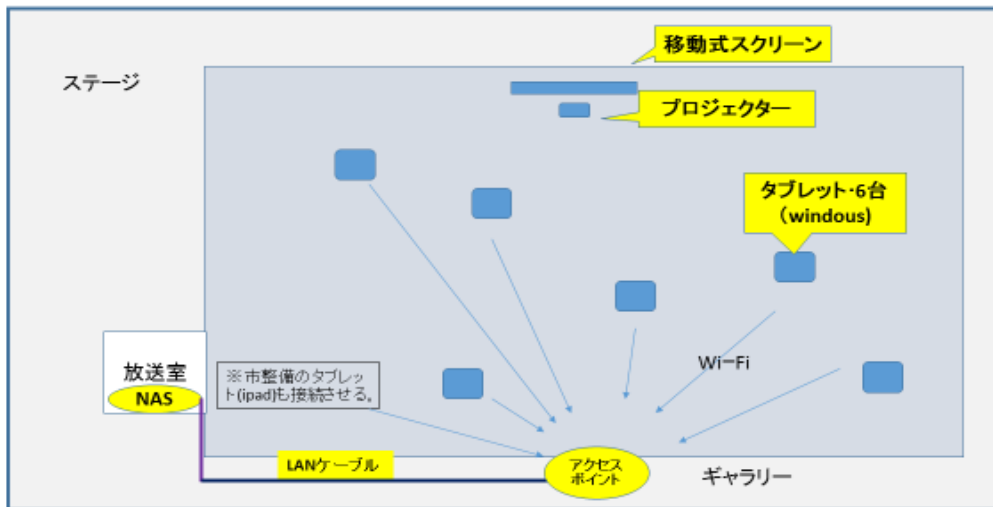 移動式スクリーン
ステージ
プロジェクター
タブレット・6台
（windous)
Wi-Fi
放送室
NAS
※市整備のタブレッ
ト(ipad)も接続させる。
LANケーブル
アクセス
ポイント
ギャラリー